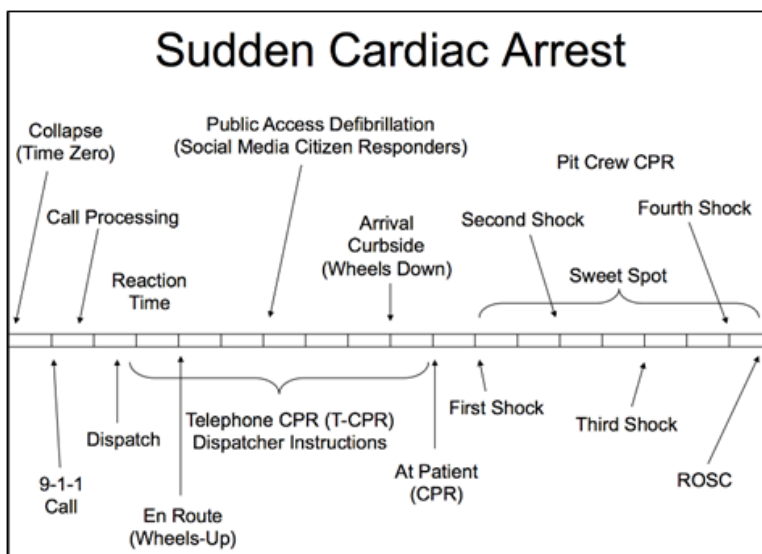 Sudden Cardiac Arrest
Collapse
(Time Zero)
Public Access Defibrillation
(Social Media Citizen Responders)
Pit Crew CPR
Call Processing
Arrival
Curbside
(Wheels Down)
Second Shock
Fourth Shock
Reaction
Time
Sweet Spot
Dispatch
Telephone CPR (T-CPR)
Dispatcher Instructions
First Shock
Third Shock
9-1-1
Call
En Route
(Wheels-Up)
At Patient
(CPR)
ROSC